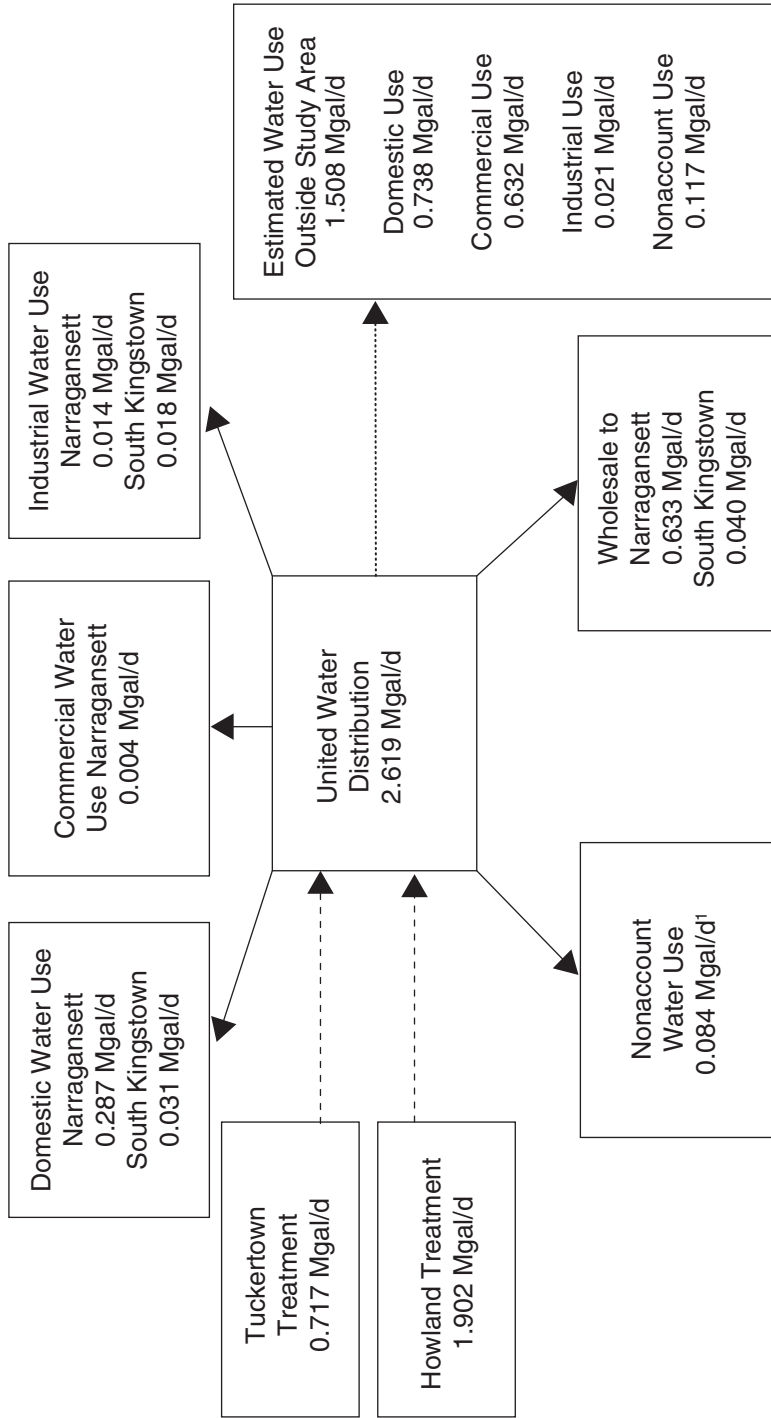 Domestic Water Use
Narragansett
0.287 Mgal/d
South Kingstown
0.031 Mgal/d
Commercial Water
Use Narragansett
0.004 Mgal/d
Industrial Water Use
Narragansett
0.014 Mgal/d
South Kingstown
0.018 Mgal/d
Tuckertown
Treatment
0.717 Mgal/d
Howland Treatment
1.902 Mgal/d
United Water
Distribution
2.619 Mgal/d
Estimated Water Use
Outside Study Area
1.508 Mgal/d
Domestic Use
0.738 Mgal/d
Commercial Use
0.632 Mgal/d
Industrial Use
0.021 Mgal/d
Nonaccount Use
0.117 Mgal/d
Nonaccount
Water Use
0.084 Mgal/d¹
Wholesale to
Narragansett
0.633 Mgal/d
South Kingstown
0.040 Mgal/d